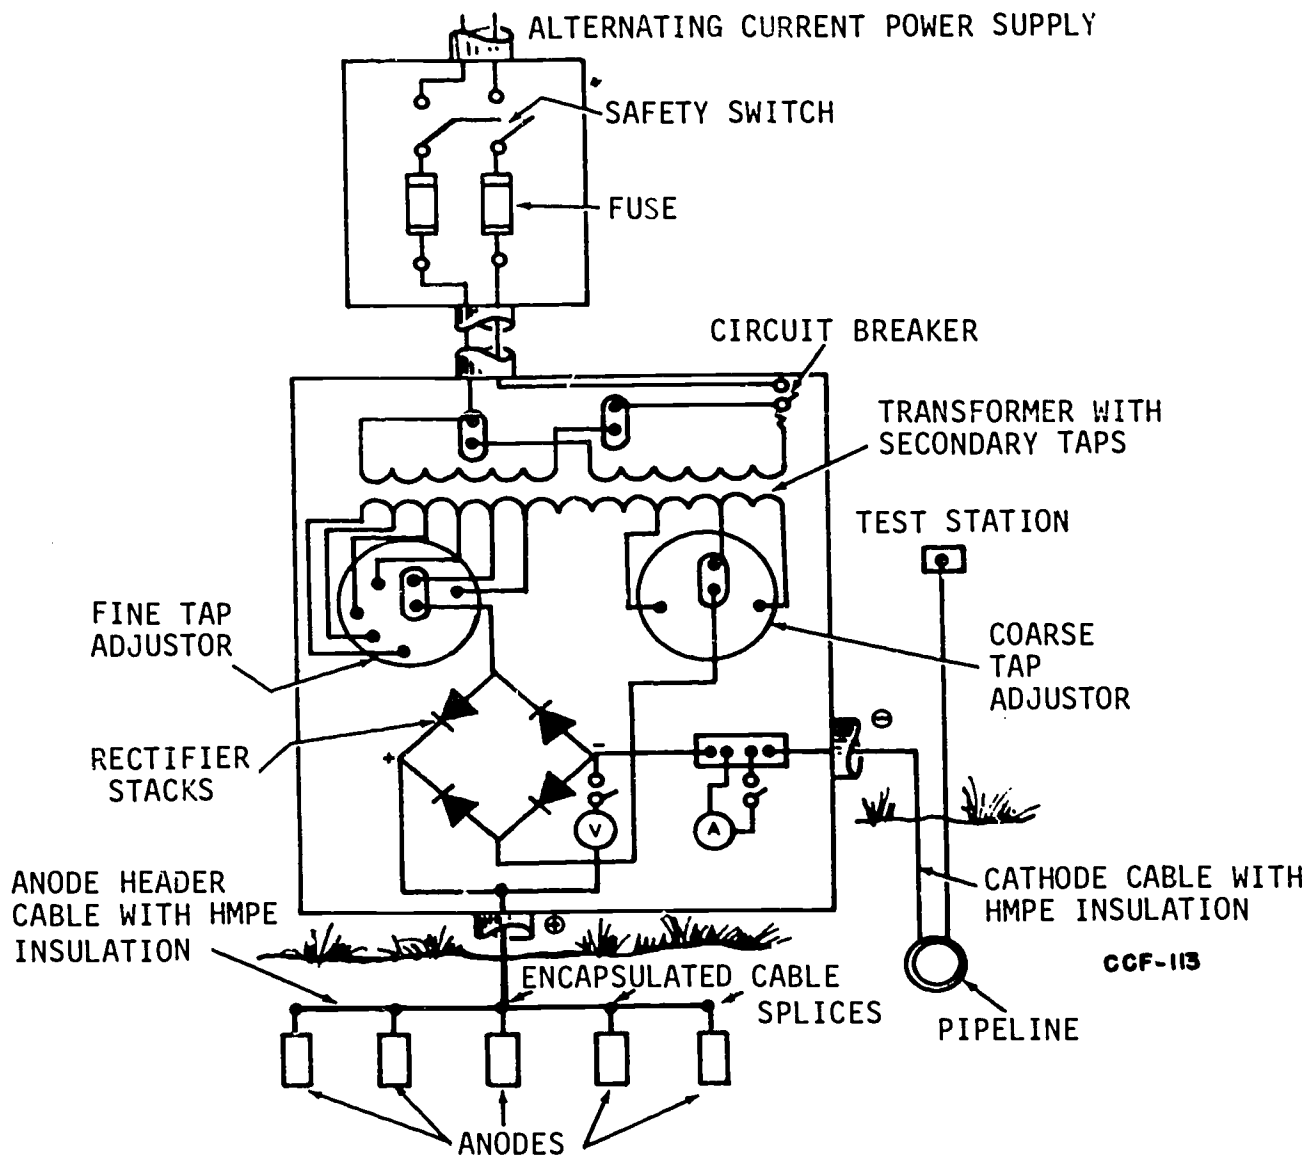 ALTERNATING CURRENT POWER SUPPLY
SAFETY SWITCH
FUSE
CIRCUIT BREAKER
TRANSFORMER WITH
SECONDARY TAPS
TEST STATION
FINE TAP
ADJUSTOR
COARSE
TAP
ADJUSTOR
RECTIFIER
STACKS
+
-
⊖
V
A
ANODE HEADER
CABLE WITH HMPE
INSULATION
CATHODE CABLE WITH
HMPE INSULATION
⊕
CCF-113
ENCAPSULATED CABLE
SPLICES
PIPELINE
ANODES